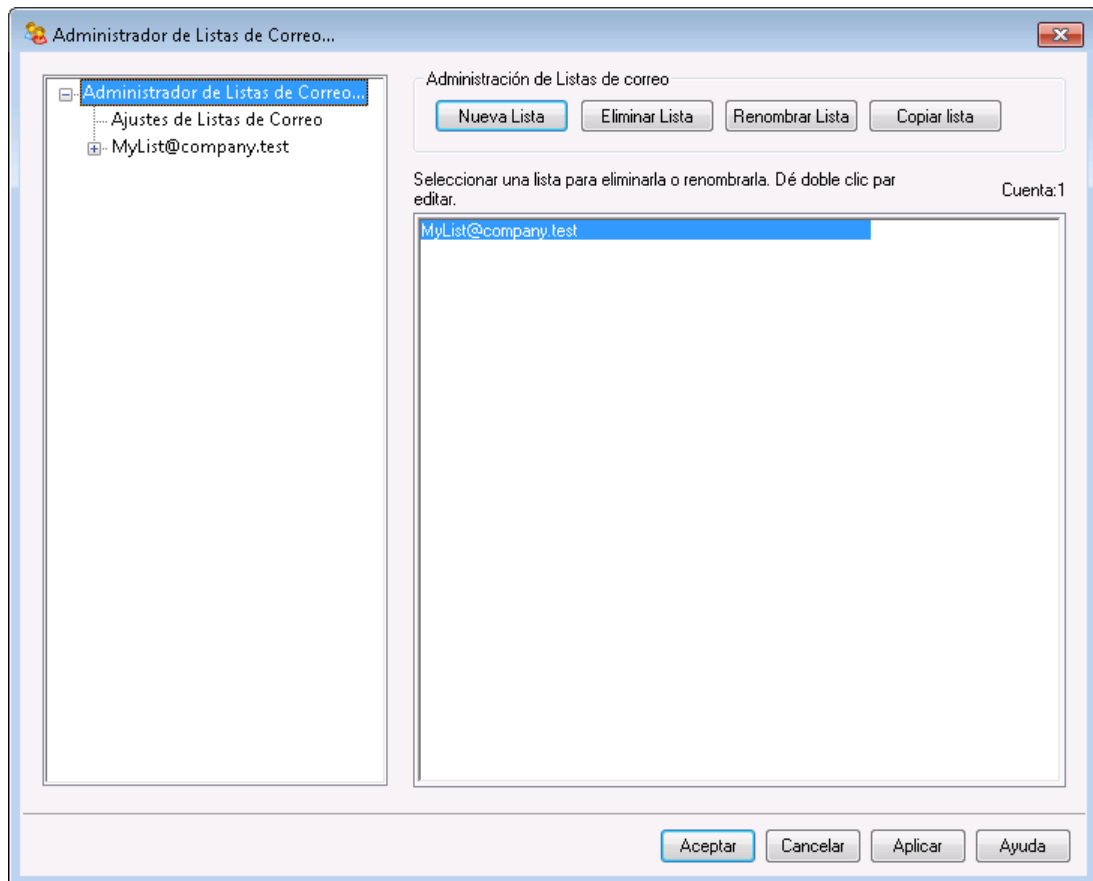 Administrador de Listas de Correo...
Administrador de Listas de Correo...
Ajustes de Listas de Correo
MyList@company.test
Administración de Listas de correo
Nueva Lista
Eliminar Lista
Renombrar Lista
Copiar lista
Seleccionar una lista para eliminarla o renombrarla. Dé doble clic par
editar.
Cuenta:1
MyList@company.test
Aceptar
Cancelar
Aplicar
Ayuda